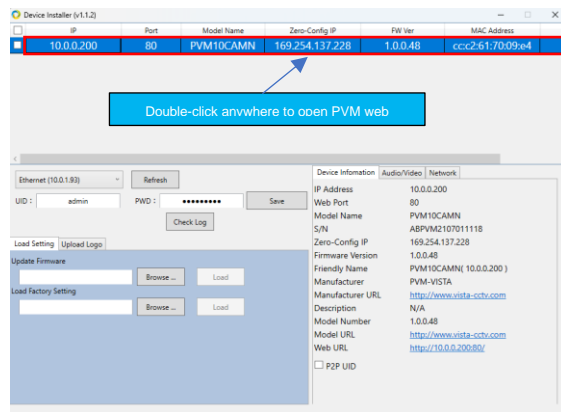 Device Installer (v1.1.2)
IP Port Model Name Zero-Config IP FW Ver MAC Address
10.0.0.200 80 PVM10CAMN 169.254.137.228 1.0.0.48 cc:c2:61:70:09:e4
Double-click anywhere to open PVM web
Ethernet (10.0.1.93) Refresh
UID : admin PWD : ●●●●●●●●● Save
Check Log
Load Setting Upload Logo
Update Firmware
Browse ... Load
Load Factory Setting
Browse ... Load
Device Infomation Audio/Video Network
IP Address 10.0.0.200
Web Port 80
Model Name PVM10CAMN
S/N ABPVM2107011118
Zero-Config IP 169.254.137.228
Firmware Version 1.0.0.48
Friendly Name PVM10CAMN( 10.0.0.200 )
Manufacturer PVM-VISTA
Manufacturer URL http://www.vista-cctv.com
Description N/A
Model Number 1.0.0.48
Model URL http://www.vista-cctv.com
Web URL http://10.0.0.200:80/
P2P UID